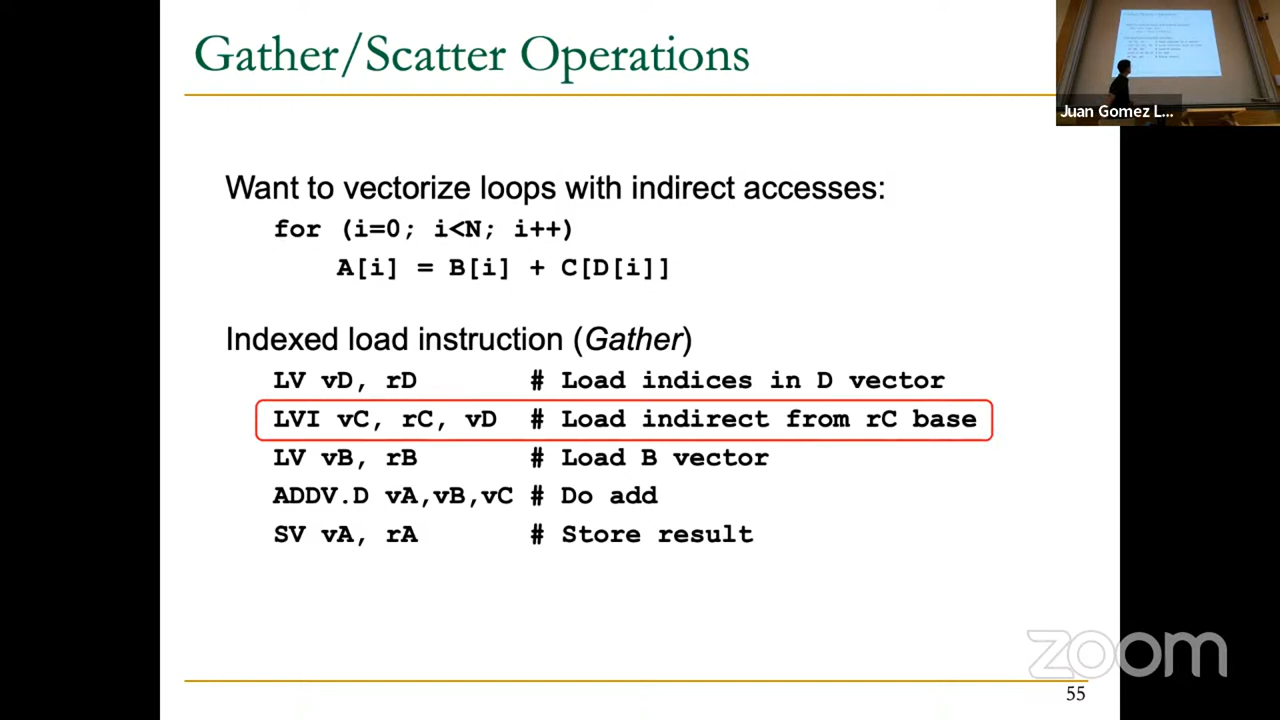 Gather/Scatter Operations
Juan Gomez L...
Want to vectorize loops with indirect accesses:
for (i=0; i<N; i++)
A[i] = B[i] + C[D[i]]
Indexed load instruction (Gather)
LV vD, rD # Load indices in D vector
LVI vC, rC, vD # Load indirect from rC base
LV vB, rB # Load B vector
ADDV.D vA,vB,vC # Do add
SV vA, rA # Store result
zoom
55